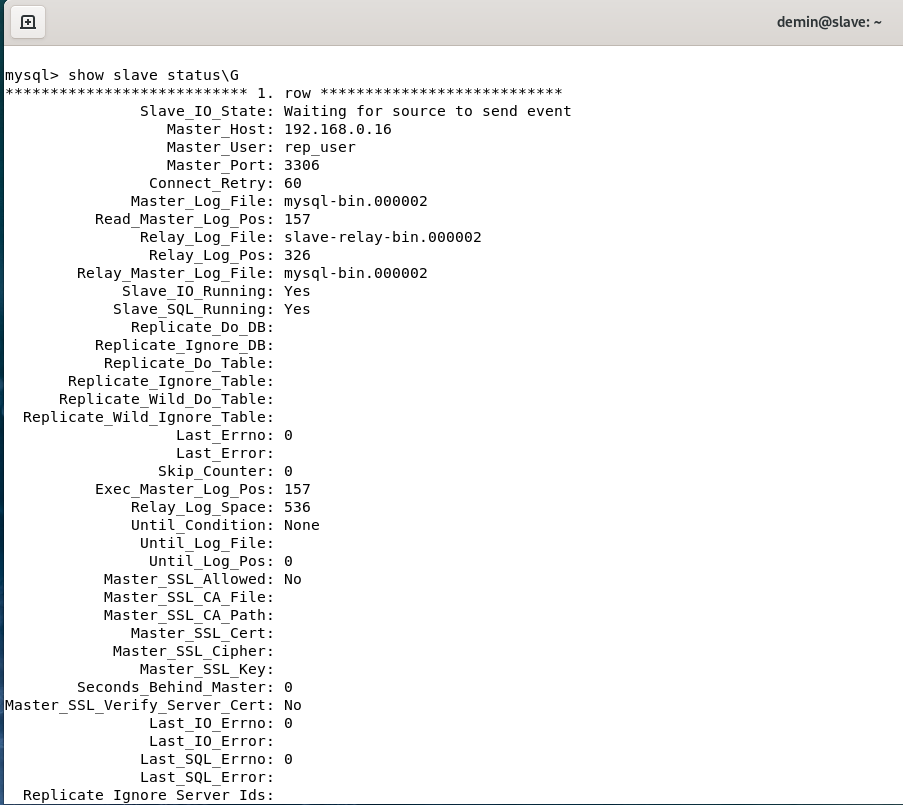 demin@slave: ~
mysql> show slave status\G
*************************** 1. row ***************************
Slave_IO_State: Waiting for source to send event
Master_Host: 192.168.0.16
Master_User: rep_user
Master_Port: 3306
Connect_Retry: 60
Master_Log_File: mysql-bin.000002
Read_Master_Log_Pos: 157
Relay_Log_File: slave-relay-bin.000002
Relay_Log_Pos: 326
Relay_Master_Log_File: mysql-bin.000002
Slave_IO_Running: Yes
Slave_SQL_Running: Yes
Replicate_Do_DB:
Replicate_Ignore_DB:
Replicate_Do_Table:
Replicate_Ignore_Table:
Replicate_Wild_Do_Table:
Replicate_Wild_Ignore_Table:
Last_Errno: 0
Last_Error:
Skip_Counter: 0
Exec_Master_Log_Pos: 157
Relay_Log_Space: 536
Until_Condition: None
Until_Log_File:
Until_Log_Pos: 0
Master_SSL_Allowed: No
Master_SSL_CA_File:
Master_SSL_CA_Path:
Master_SSL_Cert:
Master_SSL_Cipher:
Master_SSL_Key:
Seconds_Behind_Master: 0
Master_SSL_Verify_Server_Cert: No
Last_IO_Errno: 0
Last_IO_Error:
Last_SQL_Errno: 0
Last_SQL_Error:
Replicate_Ignore_Server_Ids: